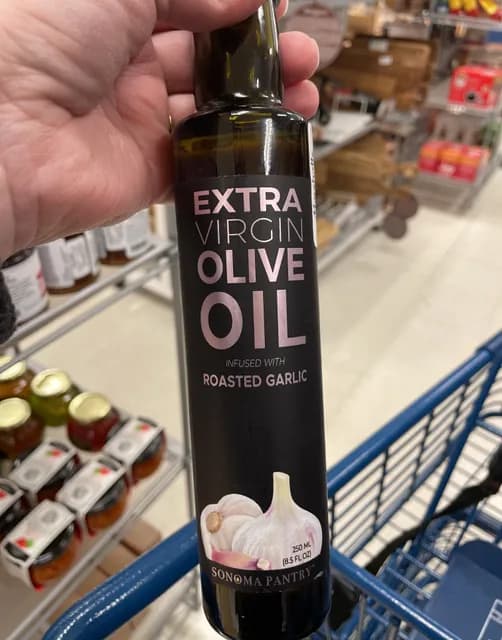 EXTRA
VIRGIN
OLIVE
OIL
INFUSED WITH
ROASTED GARLIC
250 ML
(8.5 FL OZ)
SONOMA PANTRY